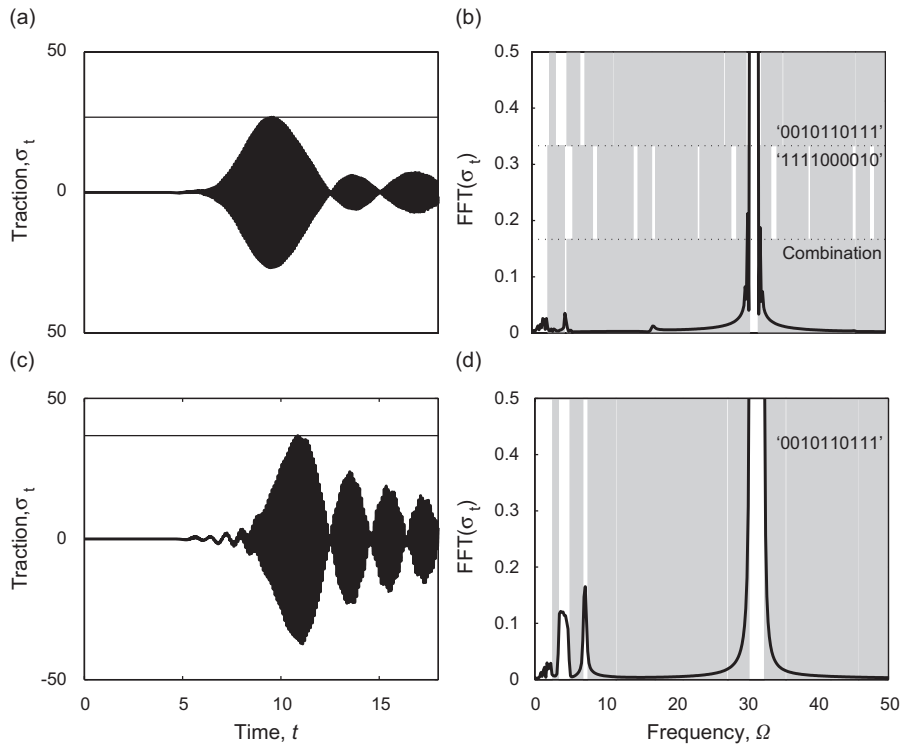 (a)
50
0
50
Traction, σt
(b)
0.5
0.4
0.3
0.2
0.1
0
FFT(σt)
'0010110111'
'1111000010'
Combination
(c)
50
0
-50
Traction, σt
0
5
10
15
Time, t
(d)
0.5
0.4
0.3
0.2
0.1
0
FFT(σt)
'0010110111'
0
10
20
30
40
50
Frequency, Ω